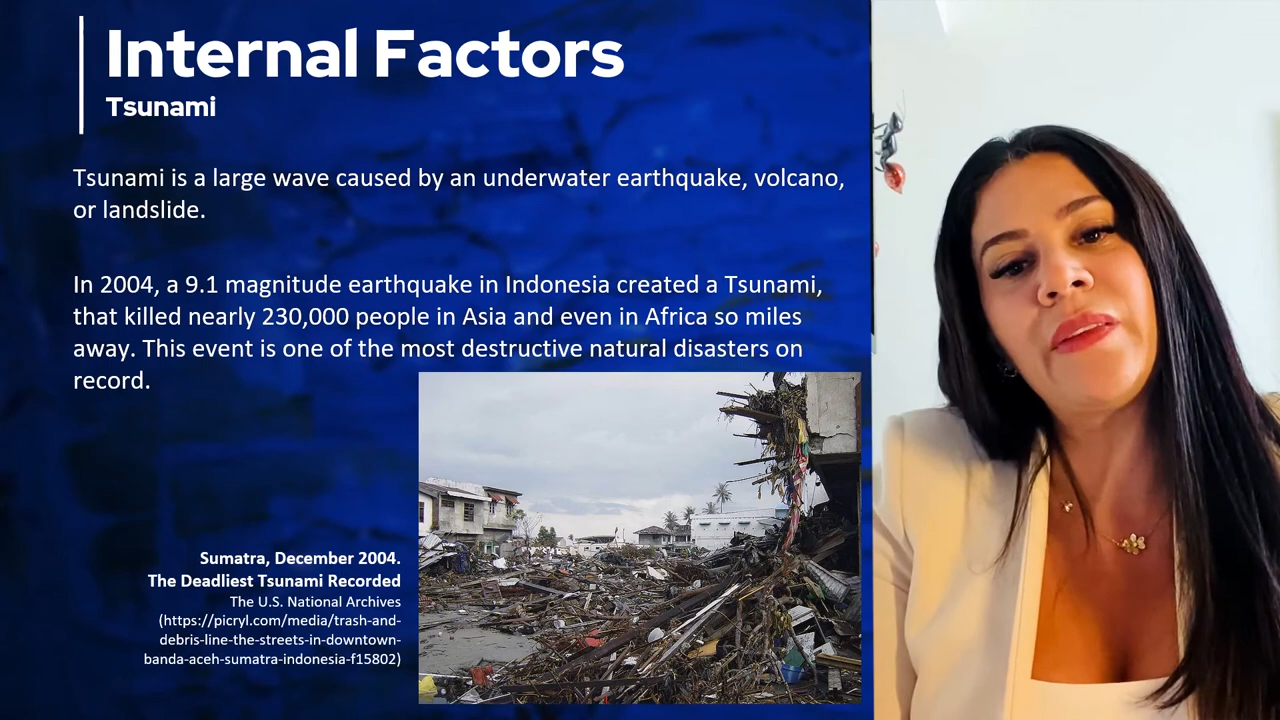 Internal Factors
Tsunami
Tsunami is a large wave caused by an underwater earthquake, volcano,
or landslide.
In 2004, a 9.1 magnitude earthquake in Indonesia created a Tsunami,
that killed nearly 230,000 people in Asia and even in Africa so miles
away. This event is one of the most destructive natural disasters on
record.
Sumatra, December 2004.
The Deadliest Tsunami Recorded
The U.S. National Archives
(https://picryl.com/media/trash-and-
debris-line-the-streets-in-downtown-
banda-aceh-sumatra-indonesia-f15802)